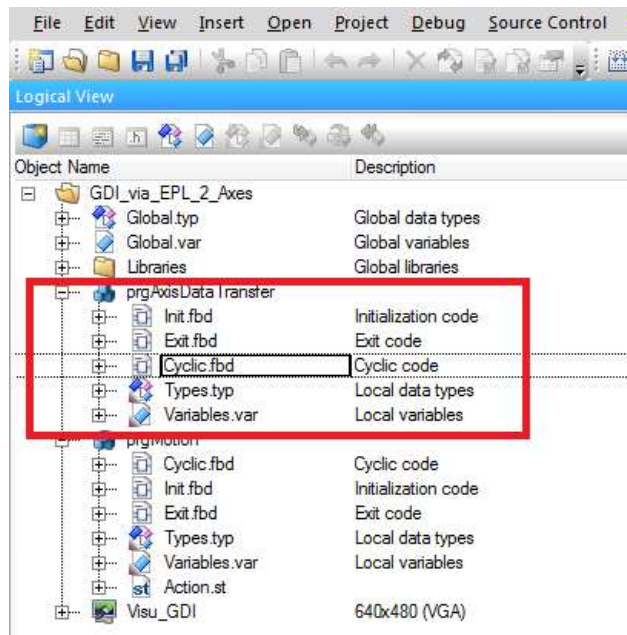 File Edit View Insert Open Project Debug Source Control
Logical View
Object Name Description
GDI_via_EPL_2_Axes
Global.typ Global data types
Global.var Global variables
Libraries Global libraries
prgAxisDataTransfer
Init.fbd Initialization code
Exit.fbd Exit code
Cyclic.fbd Cyclic code
Types.typ Local data types
Variables.var Local variables
prgMotion
Cyclic.fbd Cyclic code
Init.fbd Initialization code
Exit.fbd Exit code
Types.typ Local data types
Variables.var Local variables
st Action.st
Visu_GDI 640x480 (VGA)